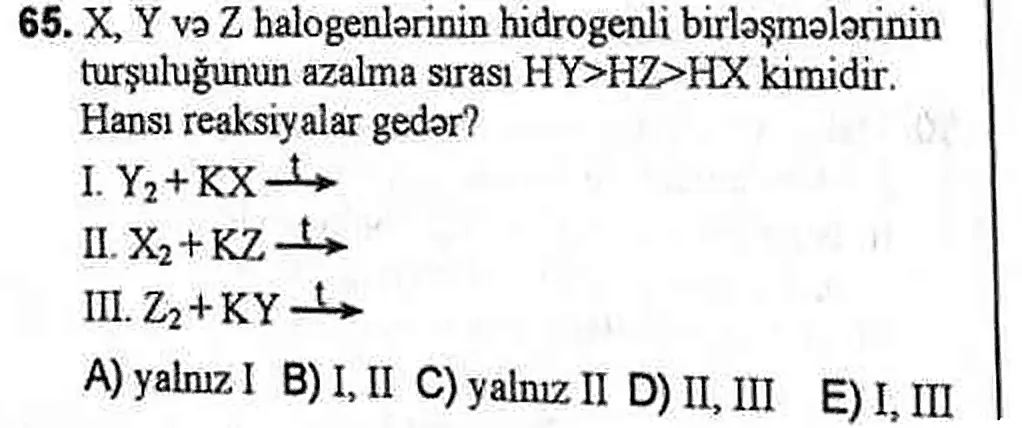 65. X, Y və Z halogenlərinin hidrogenli birləşmələrinin
turşuluğunun azalma sırası HY>HZ>HX kimidir.
Hansı reaksiyalar gedər?
I. Y₂+KX —t→
II. X₂+KZ —t→
III. Z₂+KY —t→
A) yalnız I B) I, II C) yalnız II D) II, III E) I, III